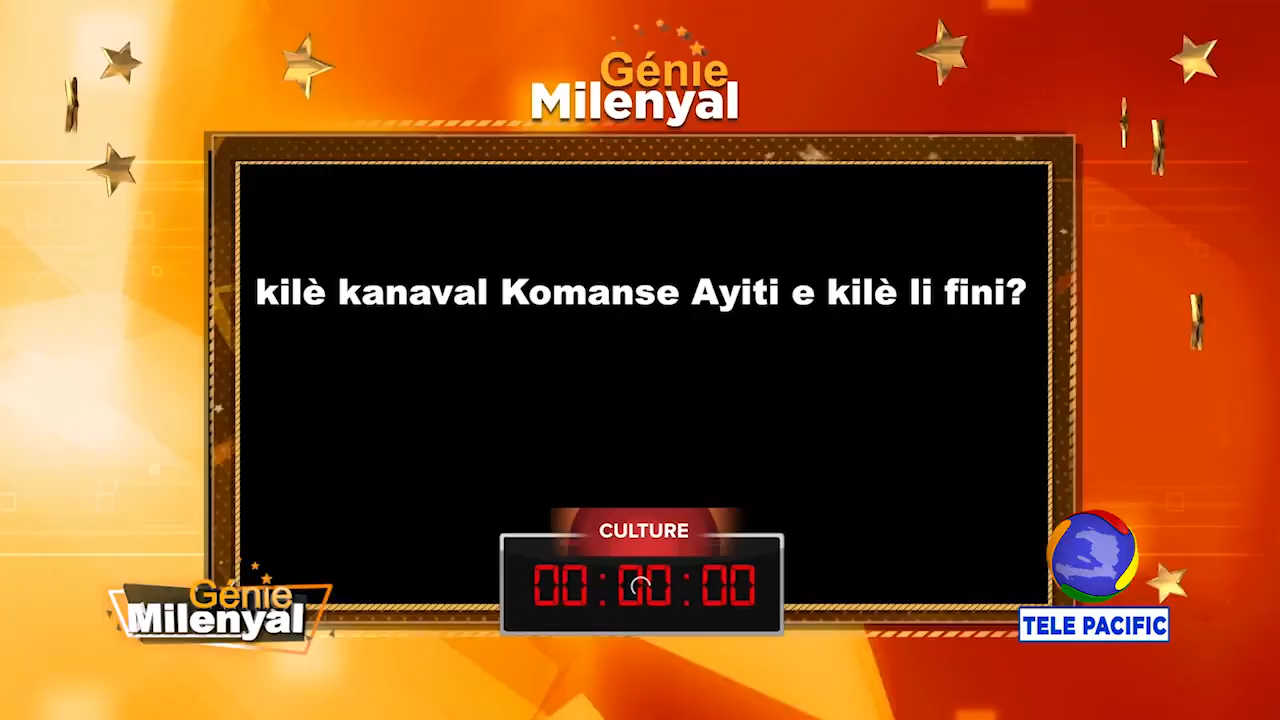 Génie
Milenyal
kilè kanaval Komanse Ayiti e kilè li fini?
CULTURE
00:00:00
Génie
Milenyal
TELE PACIFIC